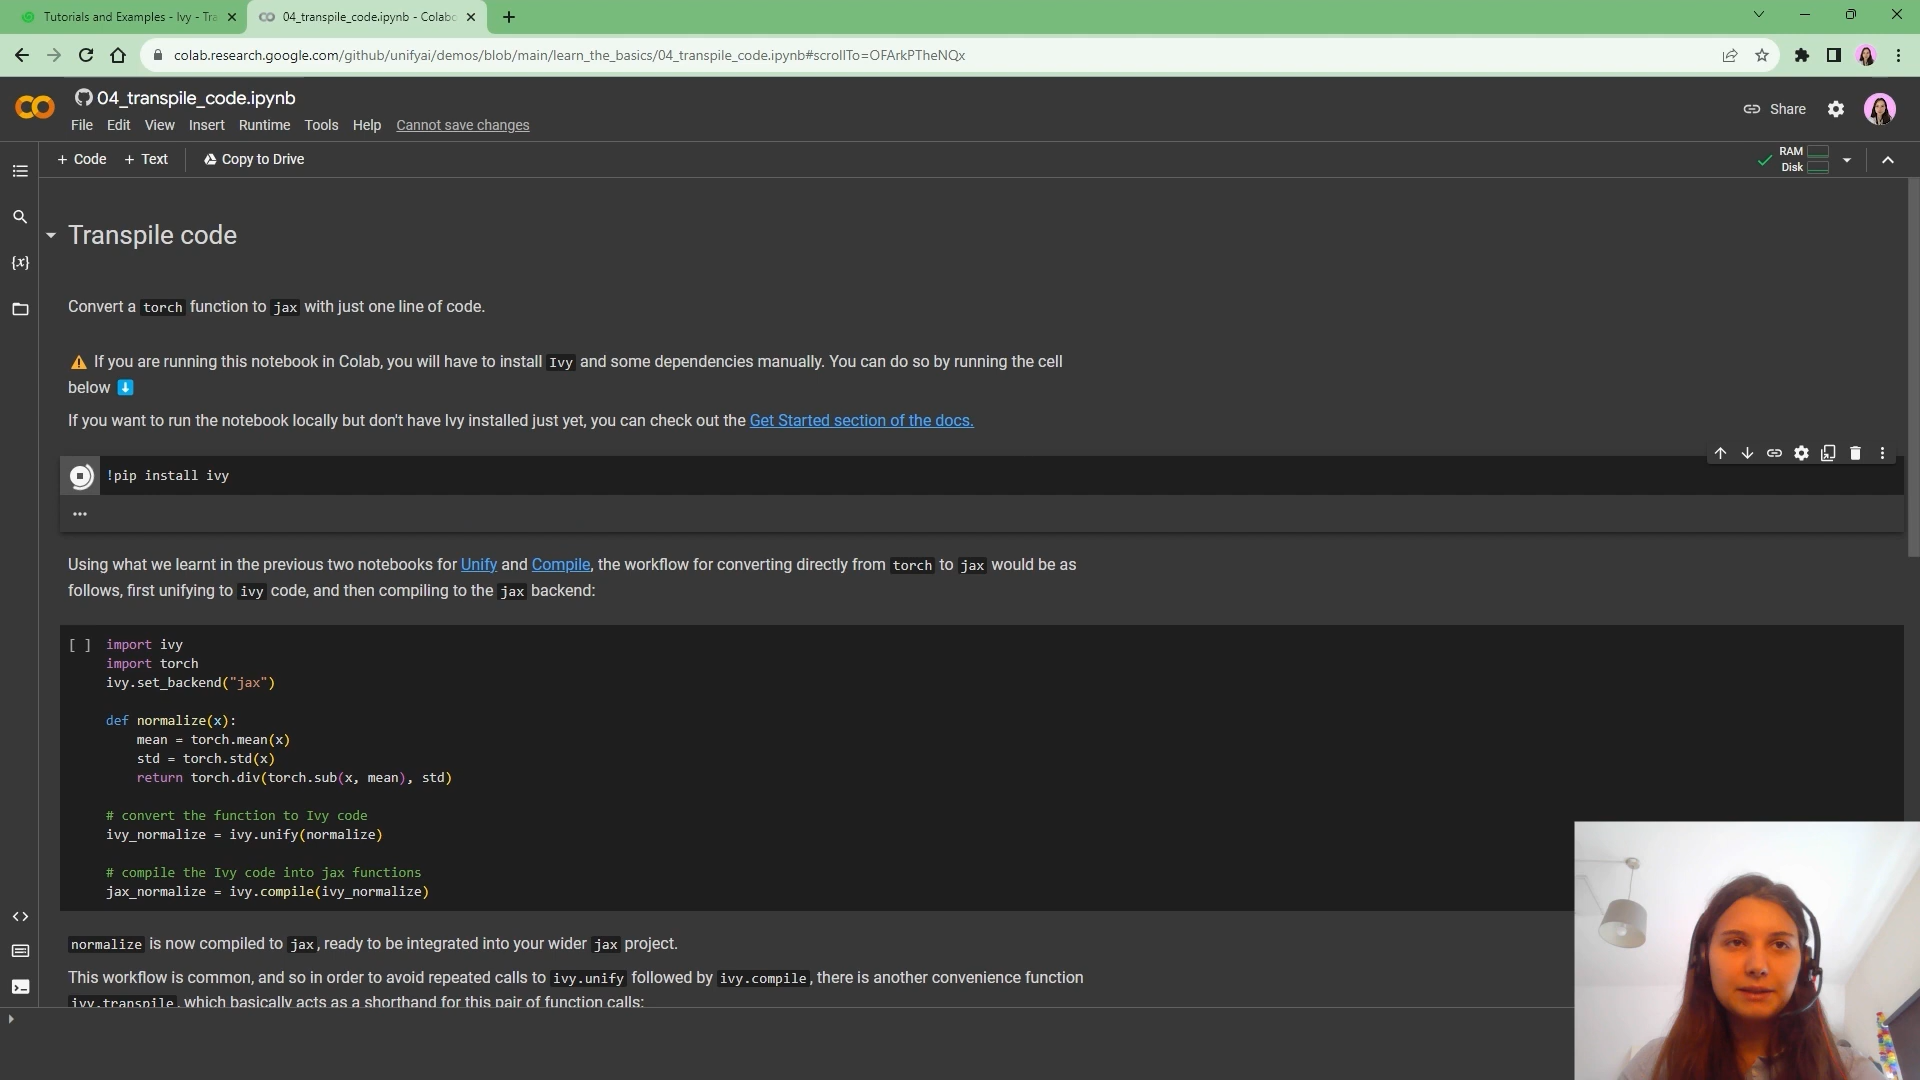 Tutorials and Examples - Ivy - Tra
04_transpile_code.ipynb - Colabo
colab.research.google.com/github/unifyai/demos/blob/main/learn_the_basics/04_transpile_code.ipynb#scrollTo=OFArkPTheNQx
04_transpile_code.ipynb
File Edit View Insert Runtime Tools Help Cannot save changes
Share
+ Code + Text Copy to Drive
RAM
Disk
Transpile code
{x}
Convert a torch function to jax with just one line of code.
If you are running this notebook in Colab, you will have to install Ivy and some dependencies manually. You can do so by running the cell
below
If you want to run the notebook locally but don't have Ivy installed just yet, you can check out the Get Started section of the docs.
!pip install ivy
...
Using what we learnt in the previous two notebooks for Unify and Compile, the workflow for converting directly from torch to jax would be as
follows, first unifying to ivy code, and then compiling to the jax backend:
[ ] import ivy
import torch
ivy.set_backend("jax")
def normalize(x):
mean = torch.mean(x)
std = torch.std(x)
return torch.div(torch.sub(x, mean), std)
# convert the function to Ivy code
ivy_normalize = ivy.unify(normalize)
# compile the Ivy code into jax functions
jax_normalize = ivy.compile(ivy_normalize)
normalize is now compiled to jax, ready to be integrated into your wider jax project.
This workflow is common, and so in order to avoid repeated calls to ivy.unify followed by ivy.compile, there is another convenience function
ivy.transpile, which basically acts as a shorthand for this pair of function calls: